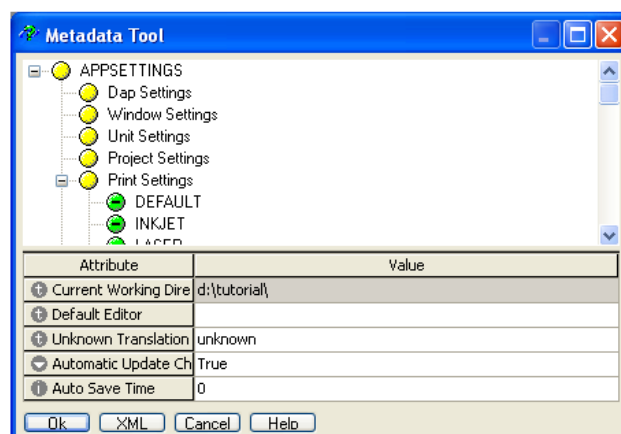 Metadata Tool
APPSETTINGS
Dap Settings
Window Settings
Unit Settings
Project Settings
Print Settings
DEFAULT
INKJET
LASER
Attribute Value
Current Working Dire d:\tutorial\
Default Editor
Unknown Translation unknown
Automatic Update Ch True
Auto Save Time 0
Ok XML Cancel Help